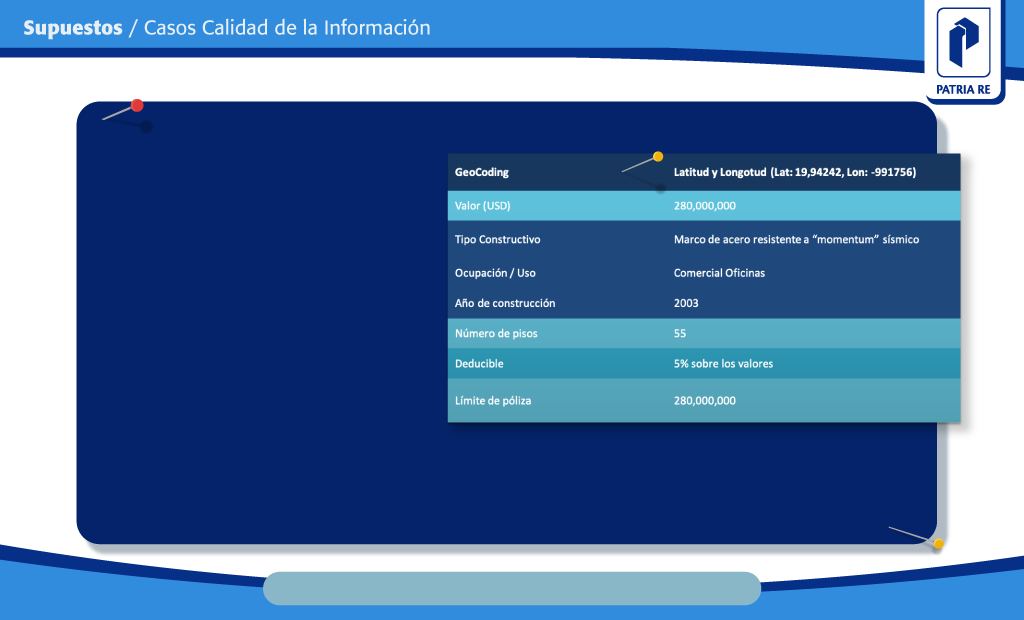 Supuestos / Casos Calidad de la Información
PATRIA RE
GeoCoding Latitud y Longotud (Lat: 19,94242, Lon: -991756)
Valor (USD) 280,000,000
Tipo Constructivo Marco de acero resistente a “momentum” sísmico
Ocupación / Uso Comercial Oficinas
Año de construcción 2003
Número de pisos 55
Deducible 5% sobre los valores
Límite de póliza 280,000,000